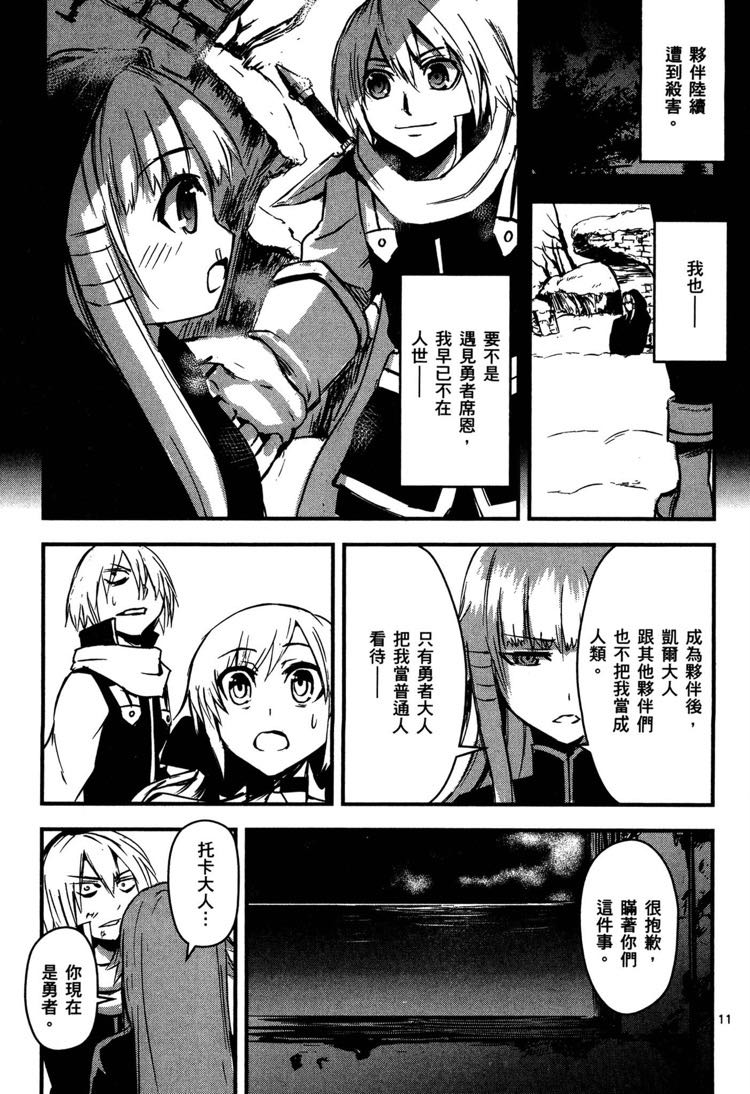 夥伴陸續
遭到殺害。
我也——
要不是
遇見勇者席恩，
我早已不在
人世——
成為夥伴後，
凱爾大人
跟其他夥伴們
也不把我當成
人類。
只有勇者大人
把我當普通人
看待——
很抱歉，
瞞著你們
這件事。
托卡大人…
你現在
是勇者。
11